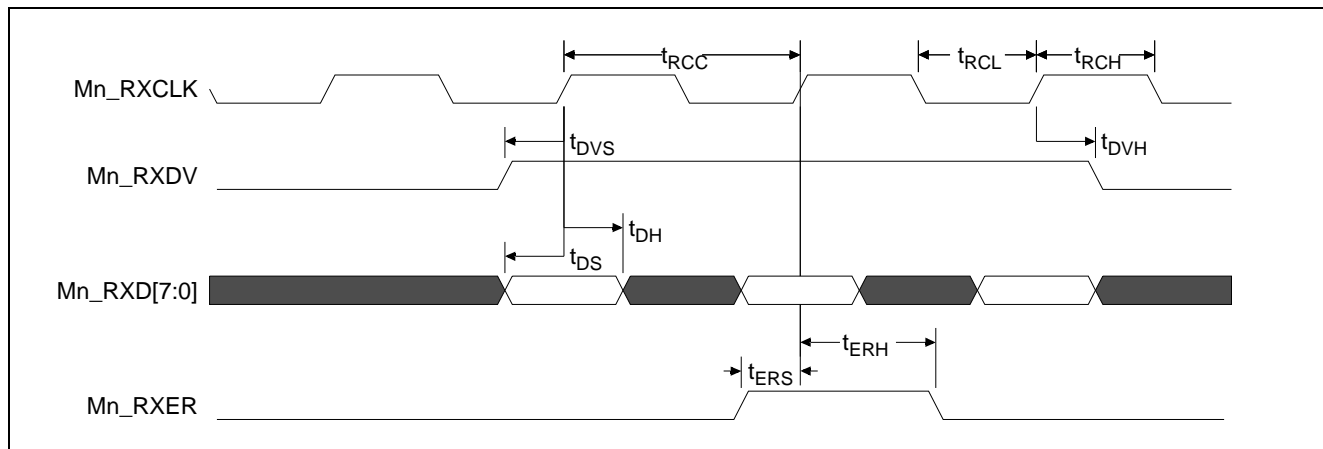 tRCC
tRCL
tRCH
Mn_RXCLK
tDVS
tDVH
Mn_RXDV
tDH
tDS
Mn_RXD[7:0]
tERH
tERS
Mn_RXER